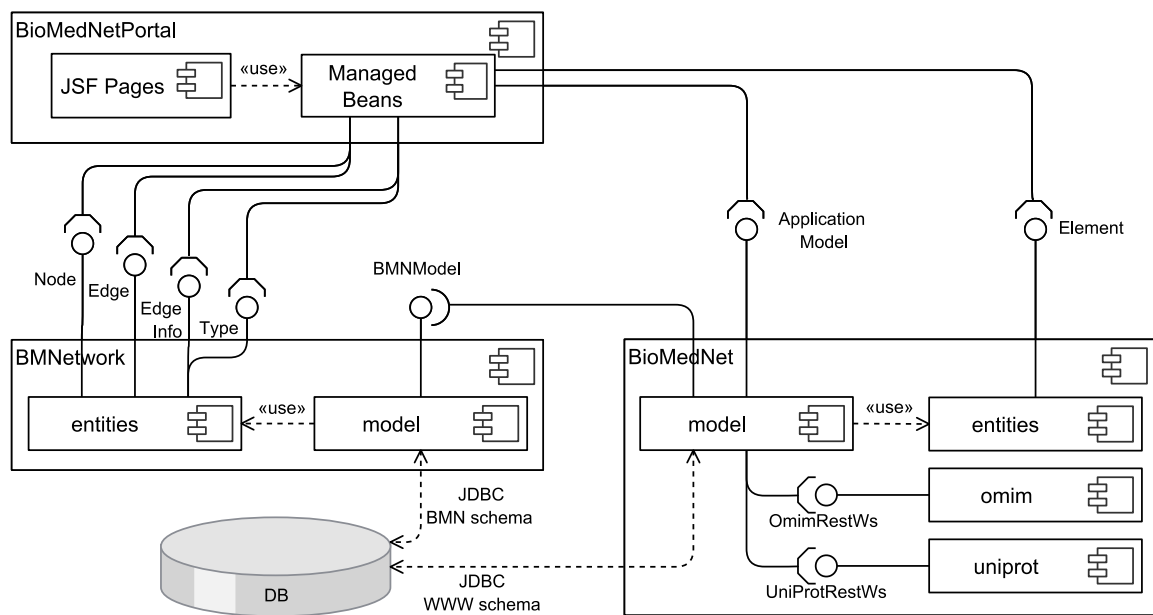 BioMedNetPortal
JSF Pages
«use»
Managed
Beans
Node
Edge
Edge
Info
Type
BMNModel
Application
Model
Element
BMNetwork
entities
«use»
model
BioMedNet
model
«use»
entities
OmimRestWs
omim
UniProtRestWs
uniprot
JDBC
BMN schema
JDBC
WWW schema
DB